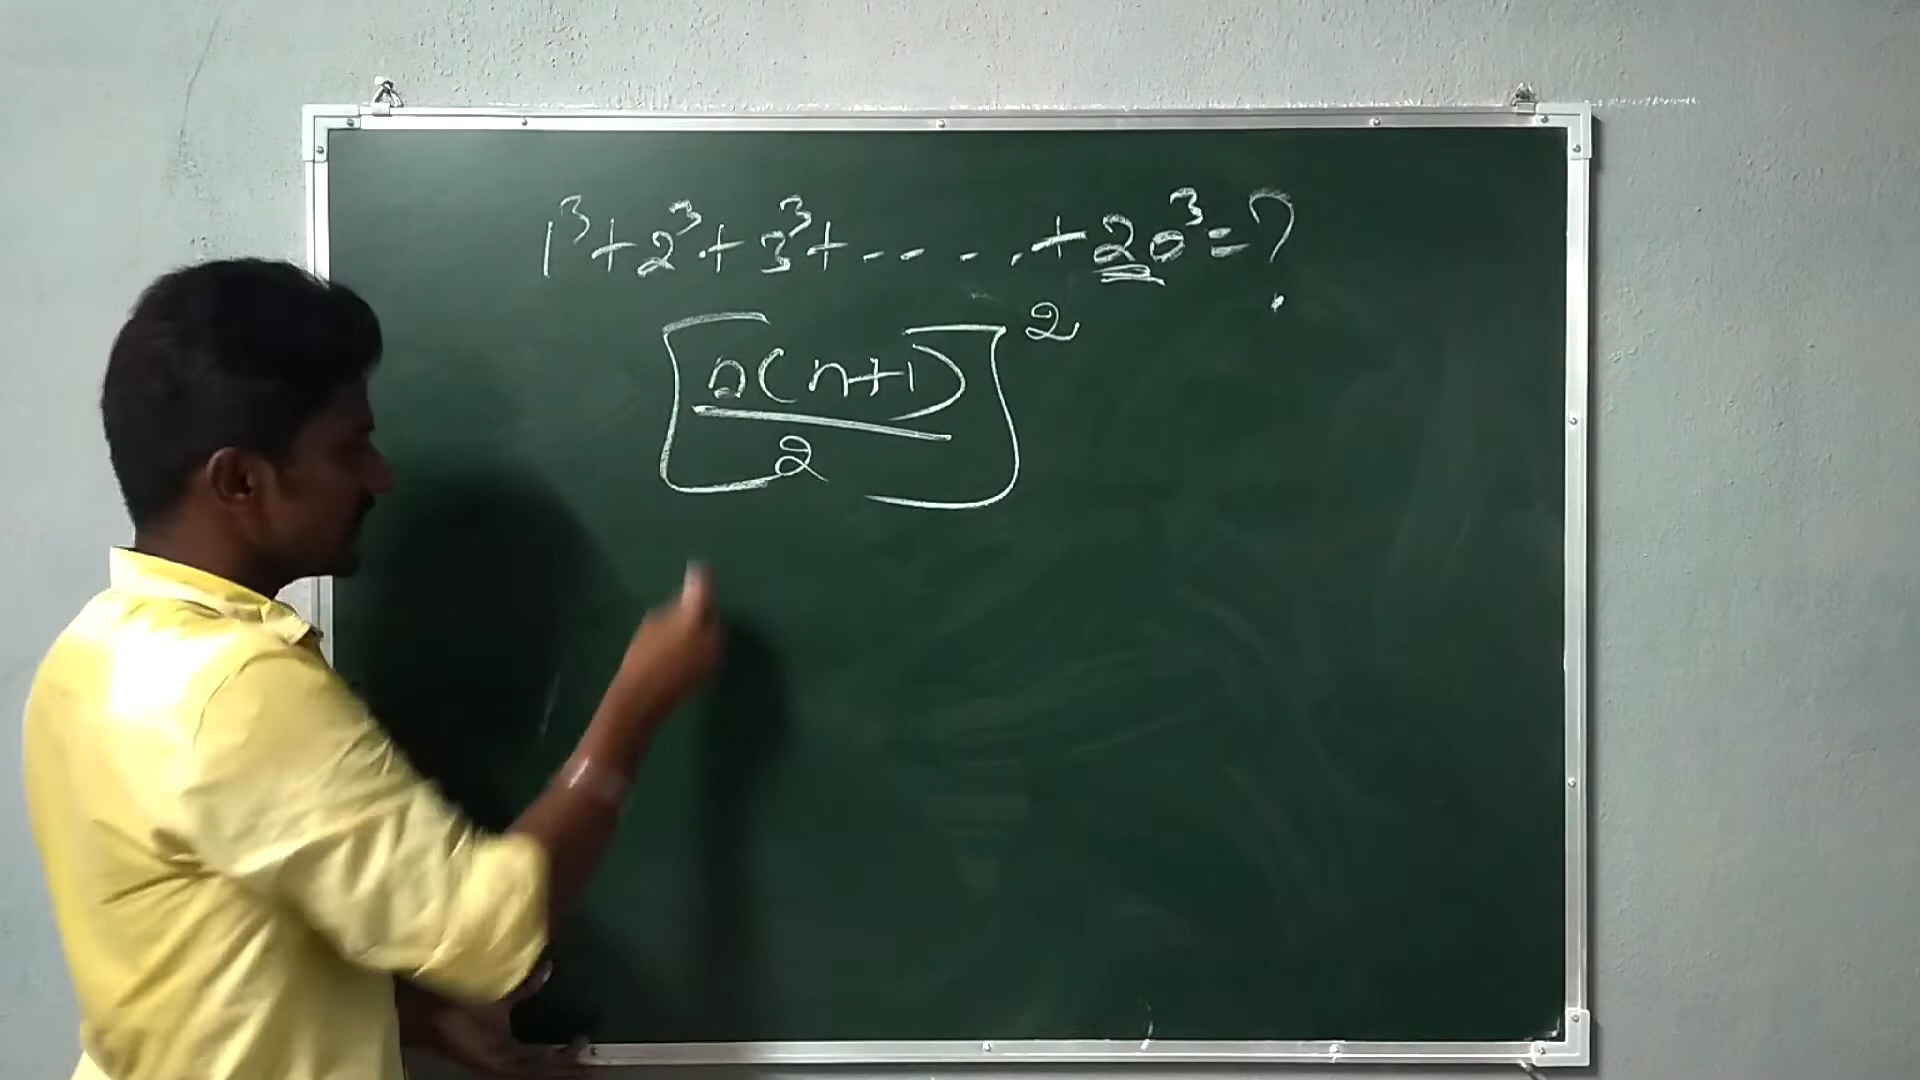 1³+2³+3³+-- - . . .+20³=?
[n(n+1)/2]²